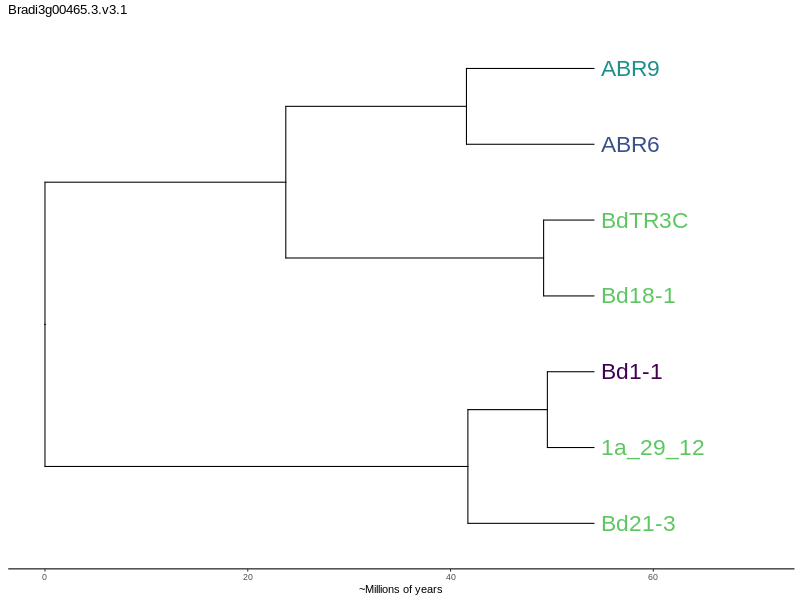 Bradi3g00465.3.v3.1
ABR9
ABR6
BdTR3C
Bd18-1
Bd1-1
1a_29_12
Bd21-3
0 20 40 60
~Millions of years